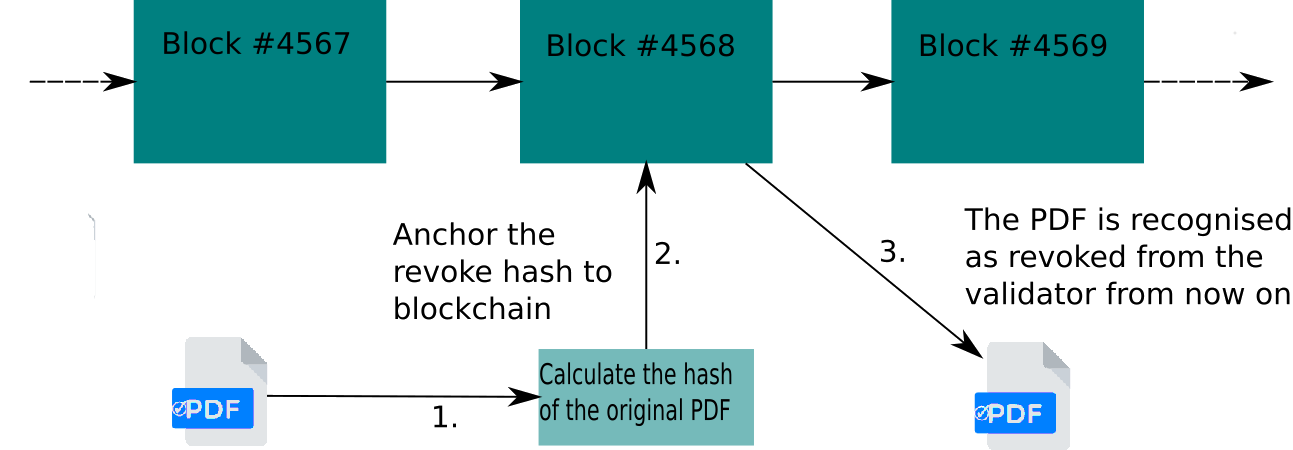 Block #4567
Block #4568
Block #4569
Anchor the
revoke hash to
blockchain
2.
3.
The PDF is recognised
as revoked from the
validator from now on
PDF
1.
Calculate the hash
of the original PDF
PDF